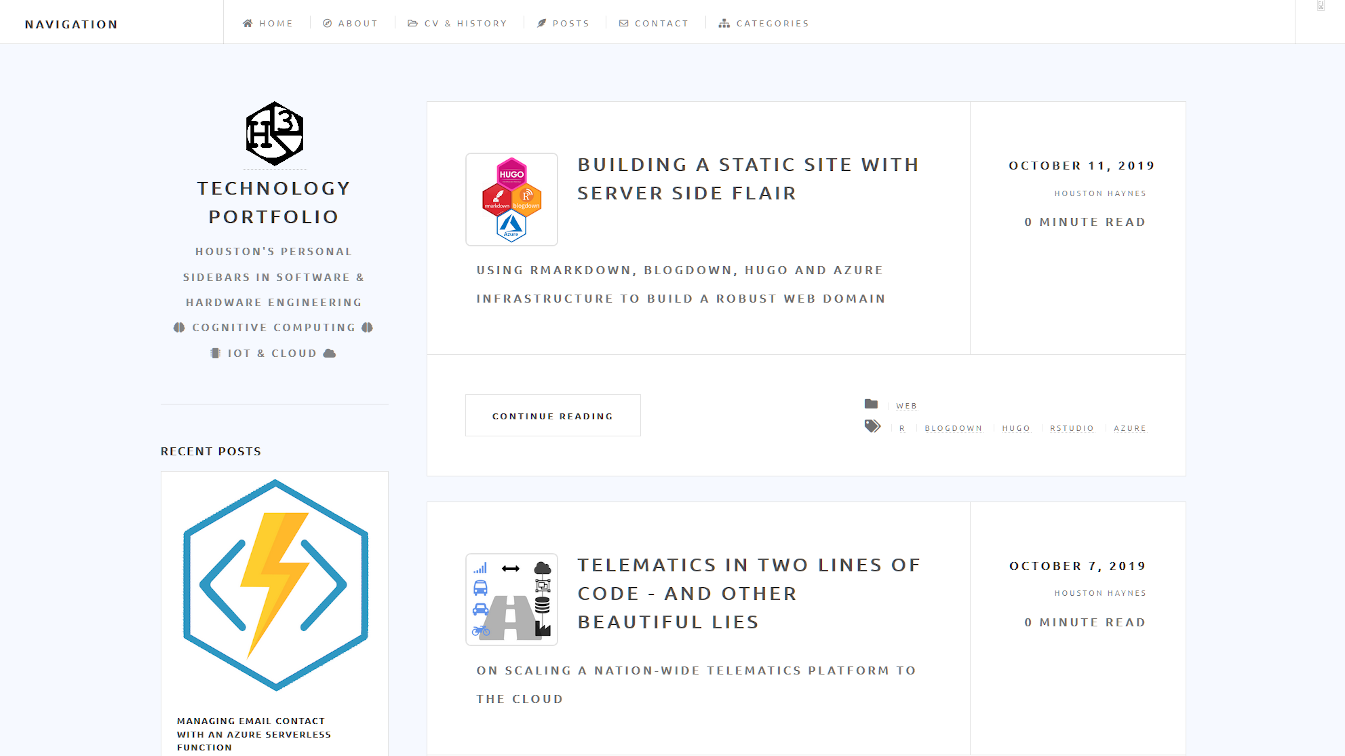 NAVIGATION
HOME
ABOUT
CV & HISTORY
POSTS
CONTACT
CATEGORIES
H3
TECHNOLOGY
PORTFOLIO
HOUSTON'S PERSONAL
SIDEBARS IN SOFTWARE &
HARDWARE ENGINEERING
COGNITIVE COMPUTING
IOT & CLOUD
RECENT POSTS
MANAGING EMAIL CONTACT
WITH AN AZURE SERVERLESS
FUNCTION
HUGO
rmarkdown
blogdown
Azure
BUILDING A STATIC SITE WITH
SERVER SIDE FLAIR
USING RMARKDOWN, BLOGDOWN, HUGO AND AZURE
INFRASTRUCTURE TO BUILD A ROBUST WEB DOMAIN
OCTOBER 11, 2019
HOUSTON HAYNES
0 MINUTE READ
CONTINUE READING
WEB
R
BLOGDOWN
HUGO
RSTUDIO
AZURE
TELEMATICS IN TWO LINES OF
CODE - AND OTHER
BEAUTIFUL LIES
ON SCALING A NATION-WIDE TELEMATICS PLATFORM TO
THE CLOUD
OCTOBER 7, 2019
HOUSTON HAYNES
0 MINUTE READ